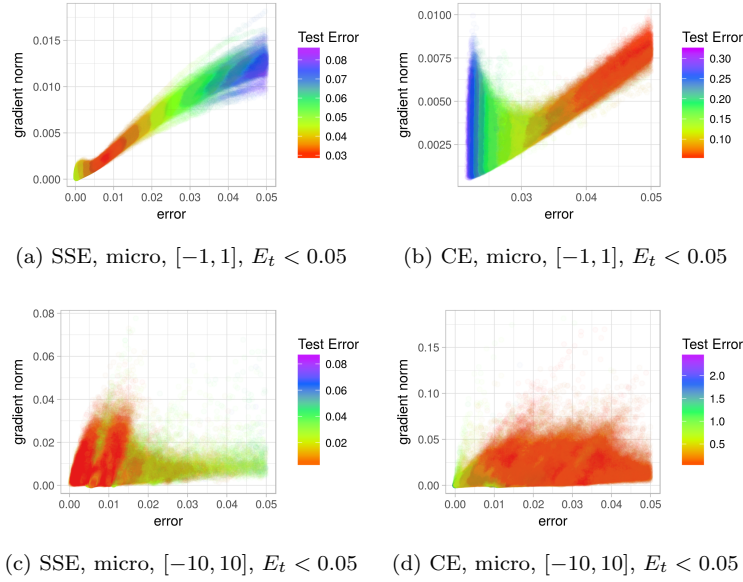 0.015
0.010
0.005
0.000
gradient norm
0.00 0.01 0.02 0.03 0.04 0.05
error
Test Error
0.08
0.07
0.06
0.05
0.04
0.03
0.0100
0.0075
0.0050
0.0025
gradient norm
0.03 0.04 0.05
error
Test Error
0.30
0.25
0.20
0.15
0.10
(a) SSE, micro, [−1, 1], E_t < 0.05
(b) CE, micro, [−1, 1], E_t < 0.05
0.08
0.06
0.04
0.02
0.00
gradient norm
0.00 0.01 0.02 0.03 0.04 0.05
error
Test Error
0.08
0.06
0.04
0.02
0.15
0.10
0.05
0.00
gradient norm
0.00 0.01 0.02 0.03 0.04 0.05
error
Test Error
2.0
1.5
1.0
0.5
(c) SSE, micro, [−10, 10], E_t < 0.05
(d) CE, micro, [−10, 10], E_t < 0.05